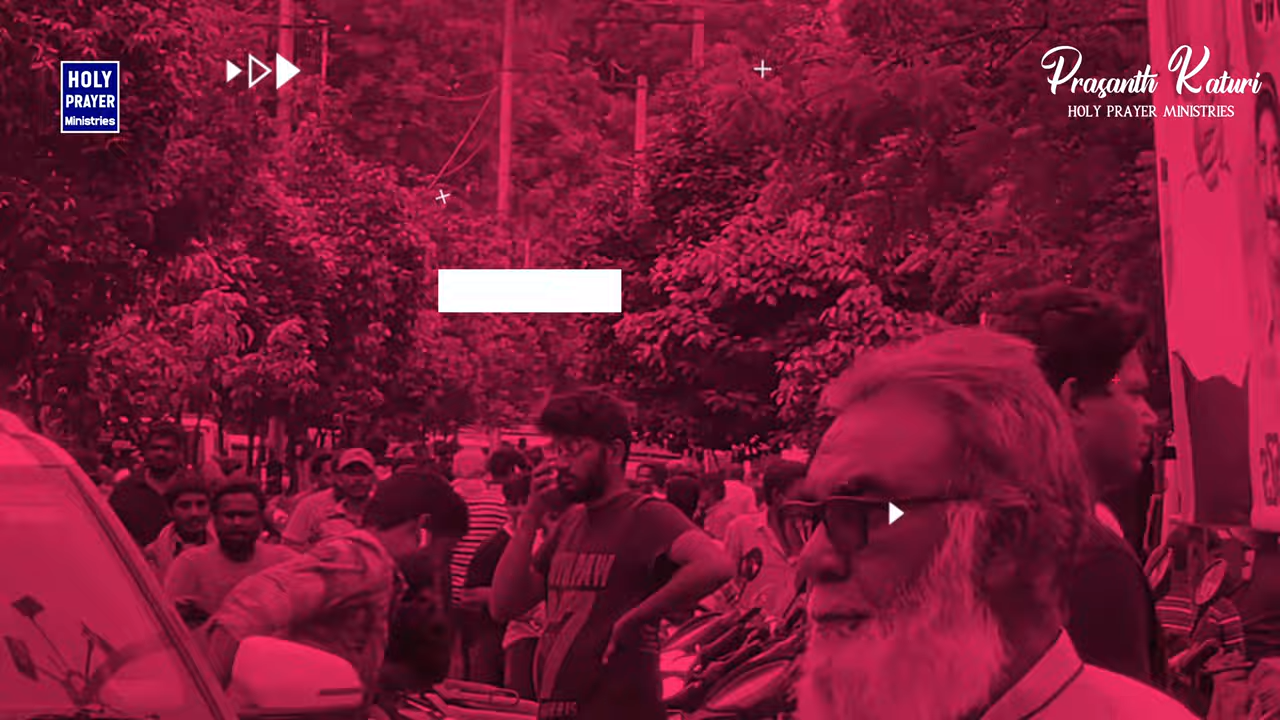 HOLY
PRAYER
Ministries
Prasanth Katuri
HOLY PRAYER MINISTRIES